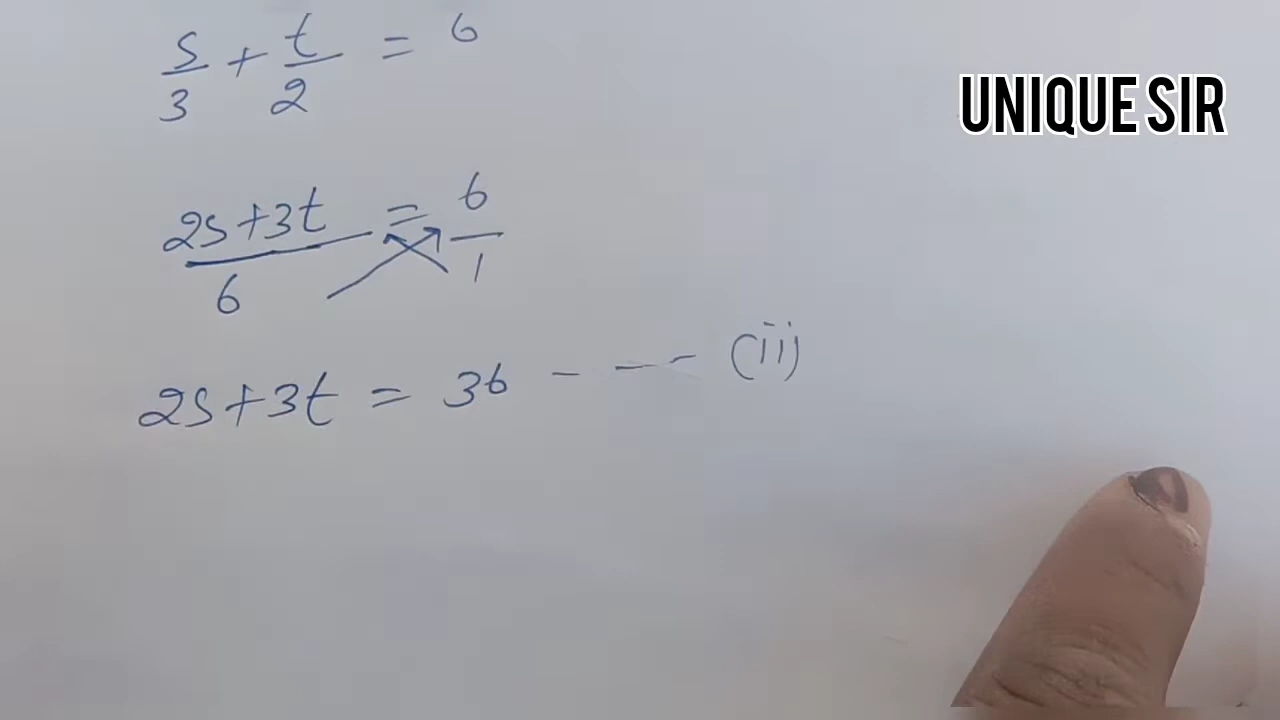 s/3 + t/2 = 6
UNIQUE SIR
2s+3t/6 = 6/1
2s+3t = 36 - - - (ii)